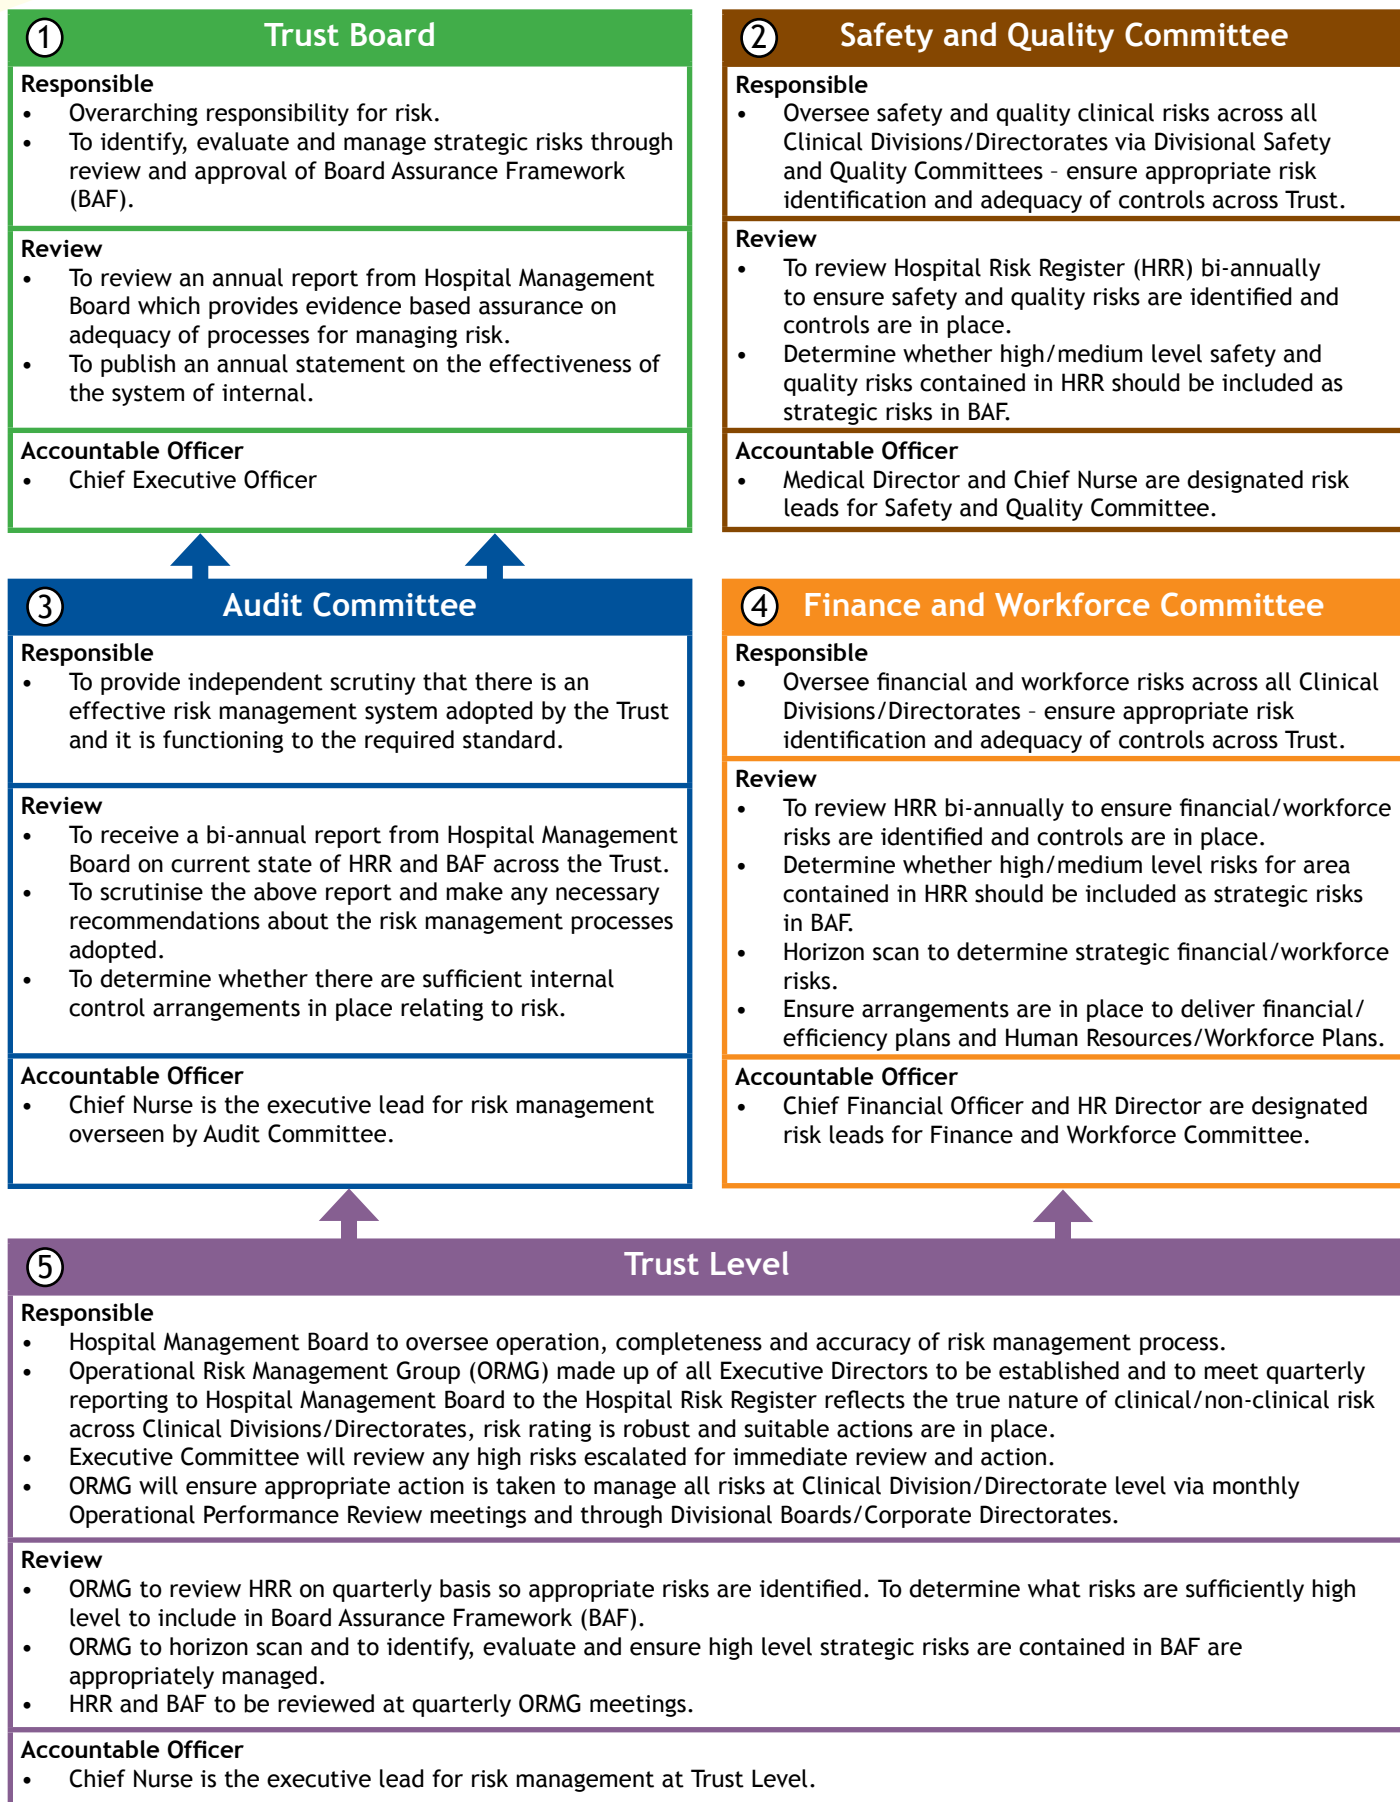 1 Trust Board
Responsible
• Overarching responsibility for risk.
• To identify, evaluate and manage strategic risks through
review and approval of Board Assurance Framework
(BAF).
Review
• To review an annual report from Hospital Management
Board which provides evidence based assurance on
adequacy of processes for managing risk.
• To publish an annual statement on the effectiveness of
the system of internal.
Accountable Officer
• Chief Executive Officer
2 Safety and Quality Committee
Responsible
• Oversee safety and quality clinical risks across all
Clinical Divisions/Directorates via Divisional Safety
and Quality Committees – ensure appropriate risk
identification and adequacy of controls across Trust.
Review
• To review Hospital Risk Register (HRR) bi-annually
to ensure safety and quality risks are identified and
controls are in place.
• Determine whether high/medium level safety and
quality risks contained in HRR should be included as
strategic risks in BAF.
Accountable Officer
• Medical Director and Chief Nurse are designated risk
leads for Safety and Quality Committee.
3 Audit Committee
Responsible
• To provide independent scrutiny that there is an
effective risk management system adopted by the Trust
and it is functioning to the required standard.
Review
• To receive a bi-annual report from Hospital Management
Board on current state of HRR and BAF across the Trust.
• To scrutinise the above report and make any necessary
recommendations about the risk management processes
adopted.
• To determine whether there are sufficient internal
control arrangements in place relating to risk.
Accountable Officer
• Chief Nurse is the executive lead for risk management
overseen by Audit Committee.
4 Finance and Workforce Committee
Responsible
• Oversee financial and workforce risks across all Clinical
Divisions/Directorates – ensure appropriate risk
identification and adequacy of controls across Trust.
Review
• To review HRR bi-annually to ensure financial/workforce
risks are identified and controls are in place.
• Determine whether high/medium level risks for area
contained in HRR should be included as strategic risks
in BAF.
• Horizon scan to determine strategic financial/workforce
risks.
• Ensure arrangements are in place to deliver financial/
efficiency plans and Human Resources/Workforce Plans.
Accountable Officer
• Chief Financial Officer and HR Director are designated
risk leads for Finance and Workforce Committee.
5 Trust Level
Responsible
• Hospital Management Board to oversee operation, completeness and accuracy of risk management process.
• Operational Risk Management Group (ORMG) made up of all Executive Directors to be established and to meet quarterly
reporting to Hospital Management Board to the Hospital Risk Register reflects the true nature of clinical/non-clinical risk
across Clinical Divisions/Directorates, risk rating is robust and suitable actions are in place.
• Executive Committee will review any high risks escalated for immediate review and action.
• ORMG will ensure appropriate action is taken to manage all risks at Clinical Division/Directorate level via monthly
Operational Performance Review meetings and through Divisional Boards/Corporate Directorates.
Review
• ORMG to review HRR on quarterly basis so appropriate risks are identified. To determine what risks are sufficiently high
level to include in Board Assurance Framework (BAF).
• ORMG to horizon scan and to identify, evaluate and ensure high level strategic risks are contained in BAF are
appropriately managed.
• HRR and BAF to be reviewed at quarterly ORMG meetings.
Accountable Officer
• Chief Nurse is the executive lead for risk management at Trust Level.